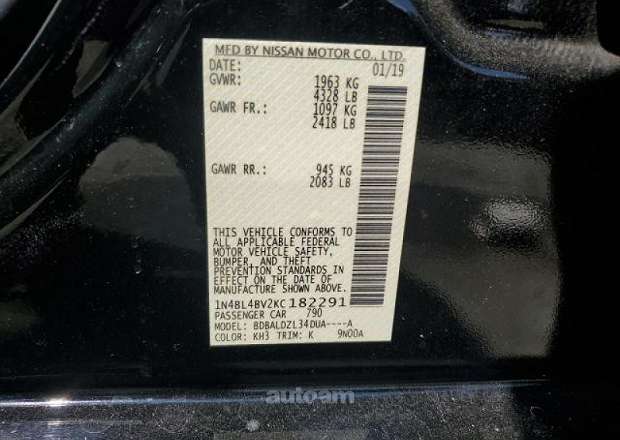 MFD BY NISSAN MOTOR CO., LTD.
DATE: 01/19
GVWR: 1963 KG
4328 LB
GAWR FR.: 1097 KG
2418 LB
GAWR RR.: 945 KG
2083 LB
THIS VEHICLE CONFORMS TO
ALL APPLICABLE FEDERAL
MOTOR VEHICLE SAFETY,
BUMPER, AND THEFT
PREVENTION STANDARDS IN
EFFECT ON THE DATE OF
MANUFACTURE SHOWN ABOVE.
1N4BL4BV2KC182291
PASSENGER CAR 790
MODEL: BDBALDZL34DUA----A
COLOR: KH3 TRIM: K 9N00A
autoam